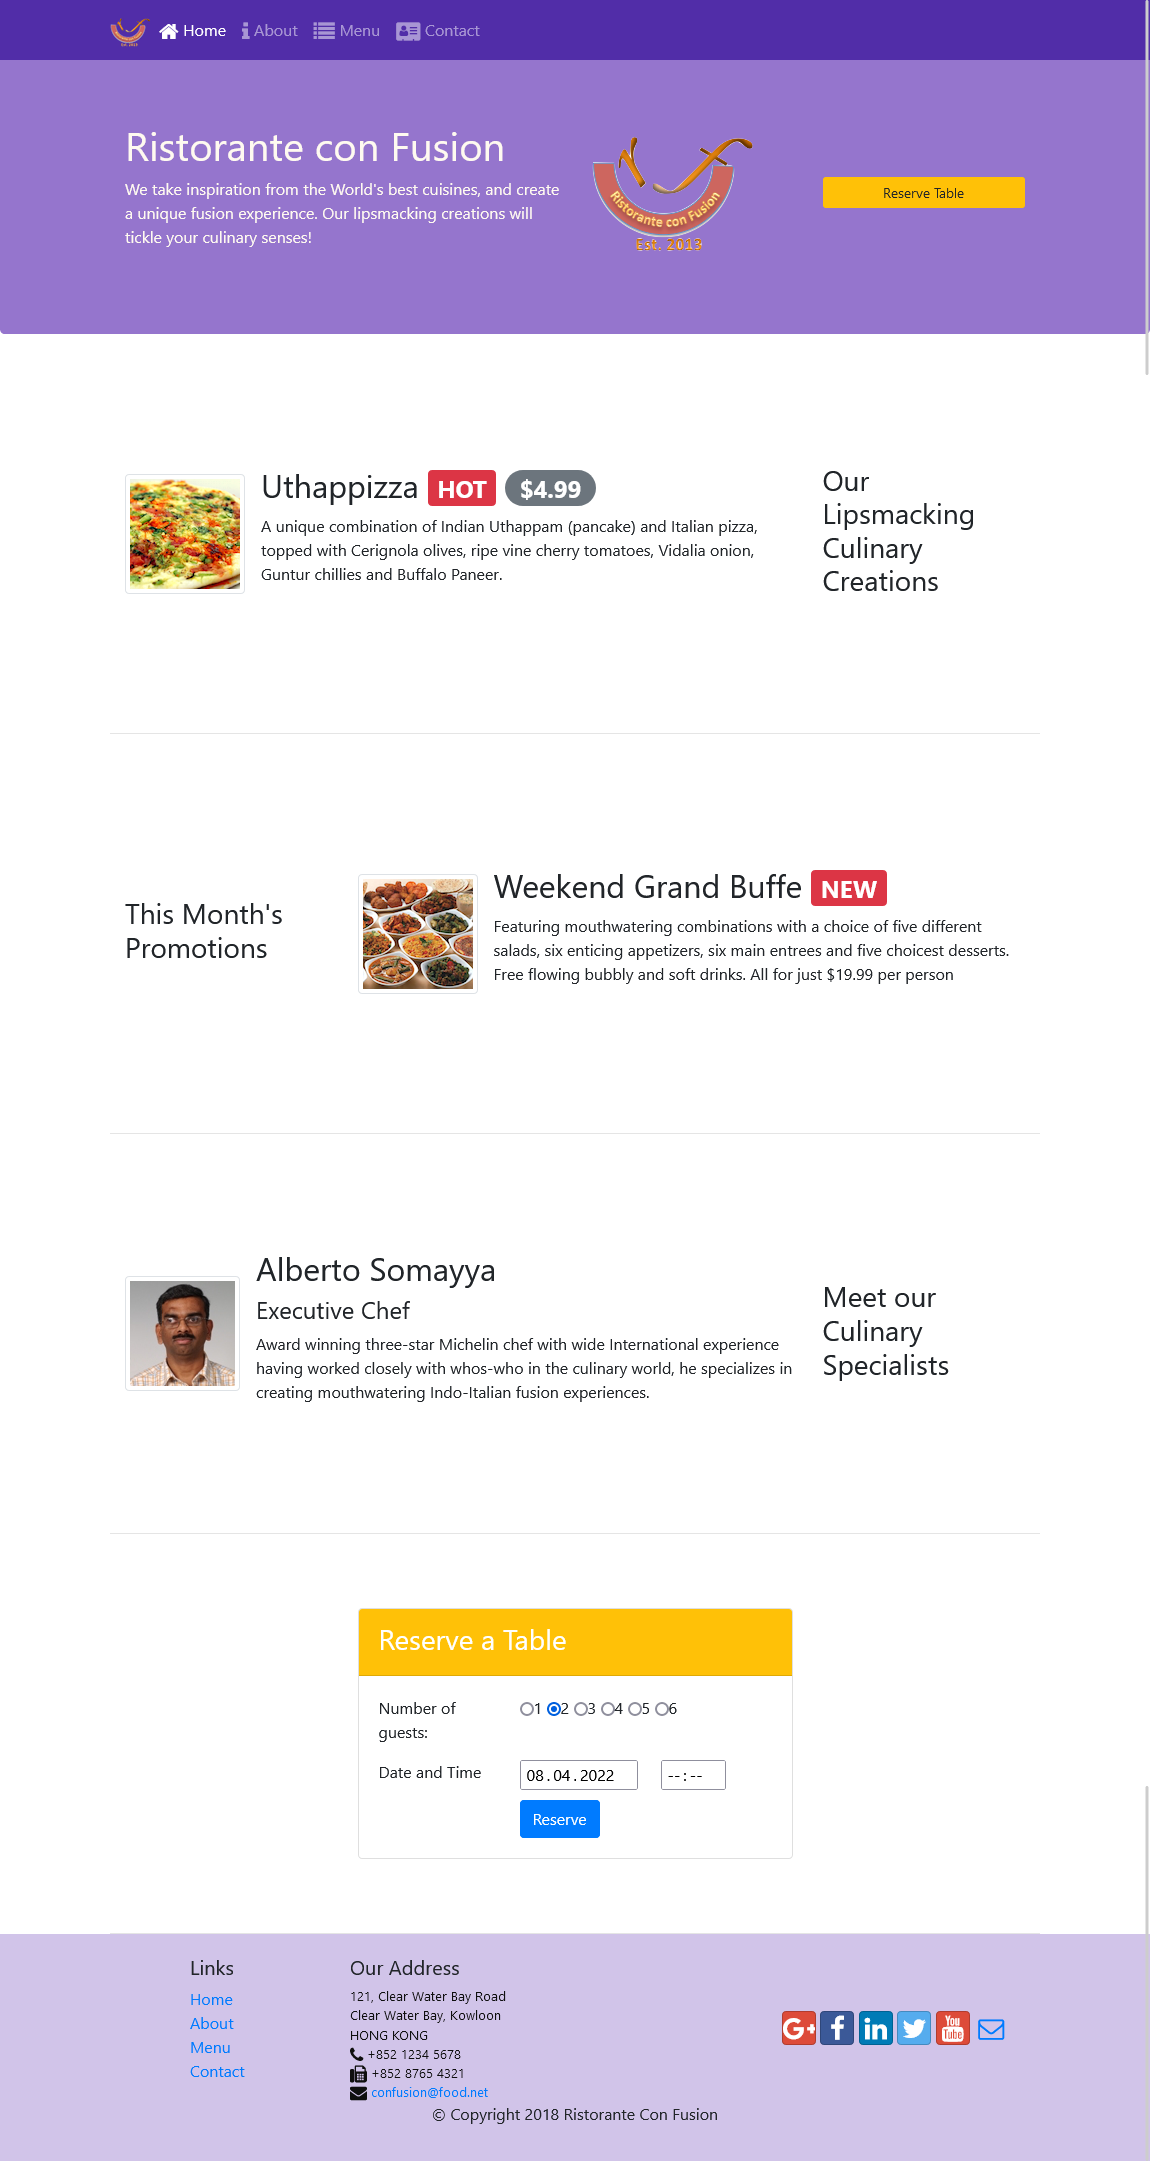 Home About Menu Contact
Ristorante con Fusion
We take inspiration from the World's best cuisines, and create
a unique fusion experience. Our lipsmacking creations will
tickle your culinary senses!
Ristorante con Fusion
Est. 2013
Reserve Table
Uthappizza HOT $4.99
A unique combination of Indian Uthappam (pancake) and Italian pizza,
topped with Cerignola olives, ripe vine cherry tomatoes, Vidalia onion,
Guntur chillies and Buffalo Paneer.
Our
Lipsmacking
Culinary
Creations
This Month's
Promotions
Weekend Grand Buffe NEW
Featuring mouthwatering combinations with a choice of five different
salads, six enticing appetizers, six main entrees and five choicest desserts.
Free flowing bubbly and soft drinks. All for just $19.99 per person
Alberto Somayya
Executive Chef
Award winning three-star Michelin chef with wide International experience
having worked closely with whos-who in the culinary world, he specializes in
creating mouthwatering Indo-Italian fusion experiences.
Meet our
Culinary
Specialists
Reserve a Table
Number of
guests:
1 2 3 4 5 6
Date and Time
08.04.2022 --:--
Reserve
Links
Home
About
Menu
Contact
Our Address
121, Clear Water Bay Road
Clear Water Bay, Kowloon
HONG KONG
+852 1234 5678
+852 8765 4321
confusion@food.net
G+ f in You Tube
© Copyright 2018 Ristorante Con Fusion